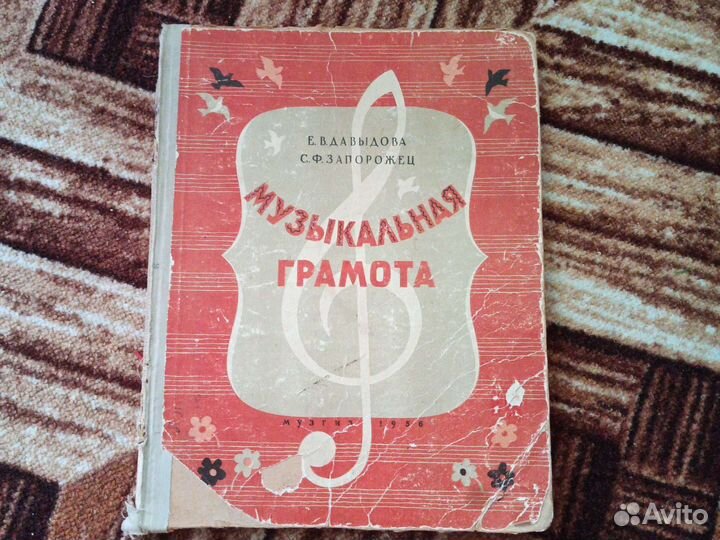 Е. В. ДАВЫДОВА
С. Ф. ЗАПОРОЖЕЦ
МУЗЫКАЛЬНАЯ
ГРАМОТА
МУЗГИЗ 1956
Avito